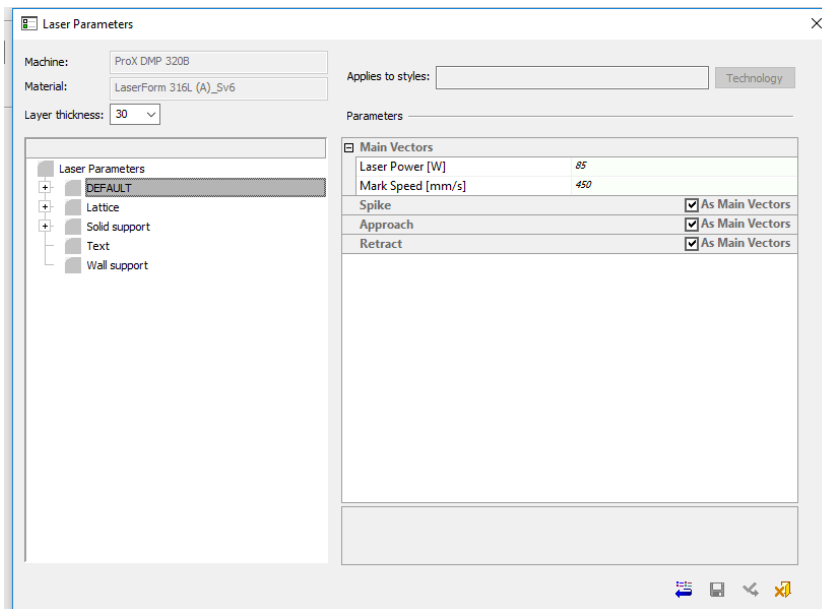 Laser Parameters
Machine: ProX DMP 320B
Material: LaserForm 316L (A)_Sv6
Layer thickness: 30
Applies to styles: Technology
Parameters
Laser Parameters
DEFAULT
Lattice
Solid support
Text
Wall support
Main Vectors
Laser Power [W] 85
Mark Speed [mm/s] 450
Spike As Main Vectors
Approach As Main Vectors
Retract As Main Vectors